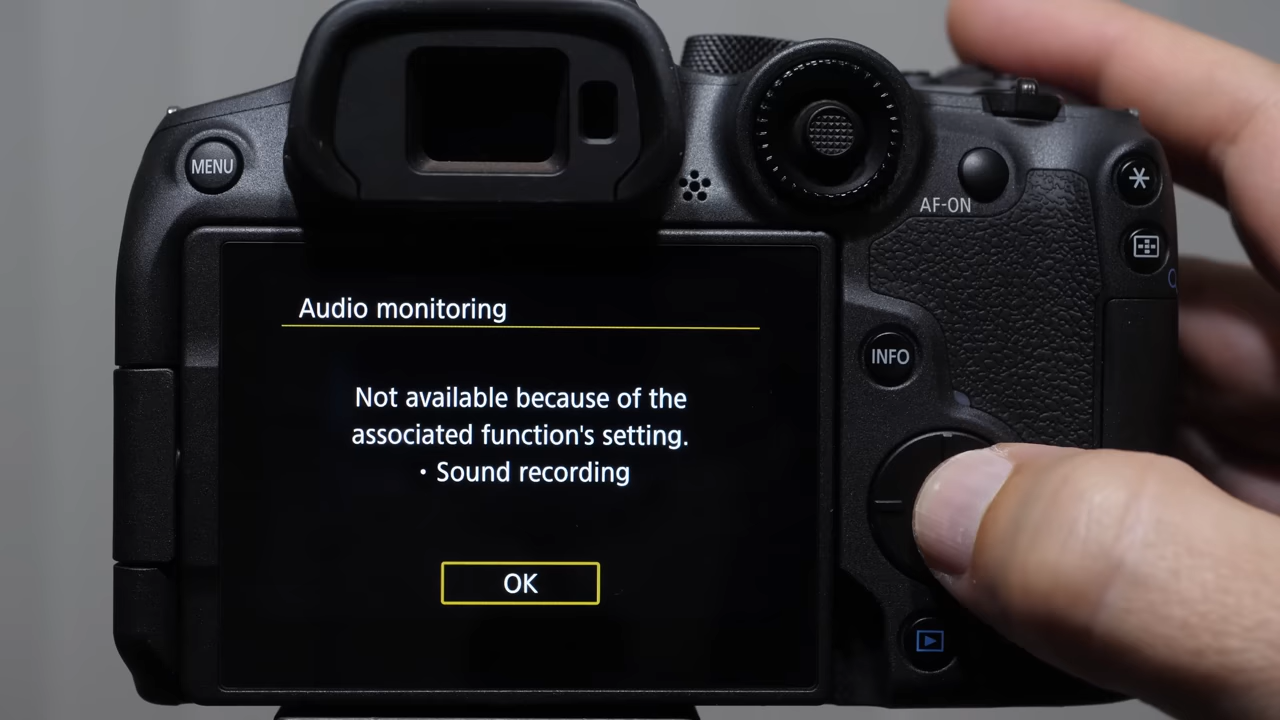 MENU
AF-ON
Audio monitoring
INFO
Not available because of the
associated function's setting.
• Sound recording
OK